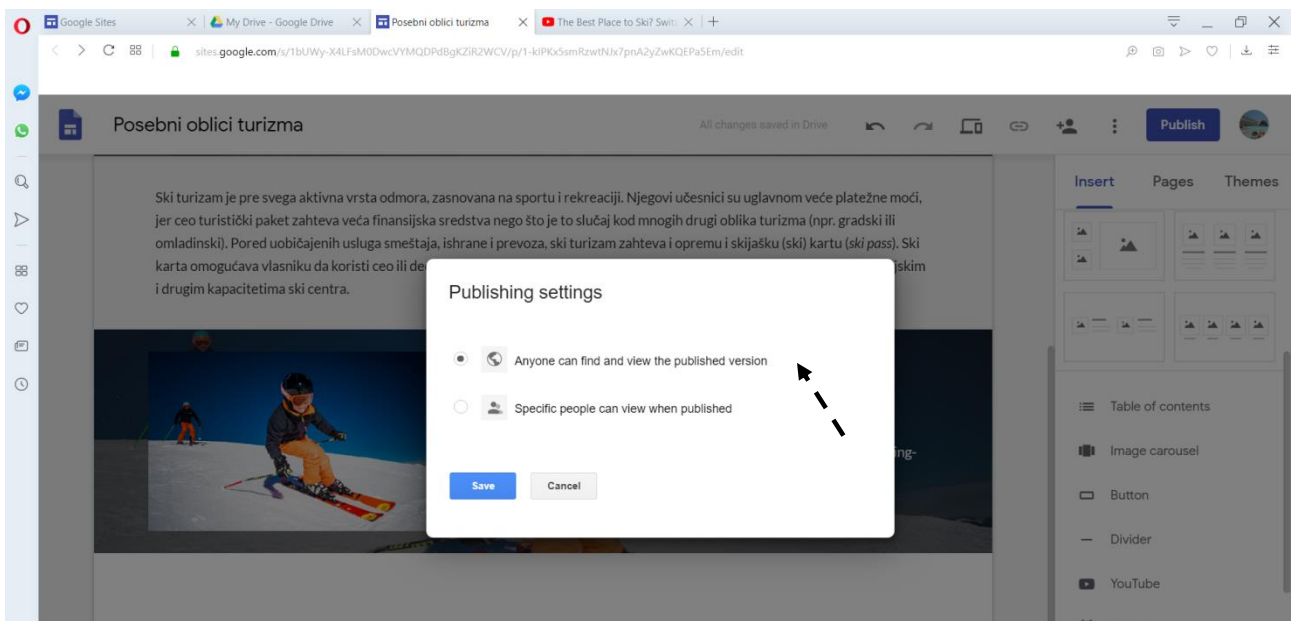 Google Sites
My Drive - Google Drive
Posebni oblici turizma
The Best Place to Ski? Swit
sites.google.com/s/1bUWy-X4LFsM0DwcVYMQDPdBgKZiR2WCV/p/1-kIPKx5smRzwtNJx7pnA2yZwKQEPa5Em/edit
Posebni oblici turizma
All changes saved in Drive
Publish
Insert Pages Themes
Ski turizam je pre svega aktivna vrsta odmora, zasnovana na sportu i rekreaciji. Njegovi učesnici su uglavnom veće platežne moći,
jer ceo turistički paket zahteva veća finansijska sredstva nego što je to slučaj kod mnogih drugi oblika turizma (npr. gradski ili
omladinski). Pored uobičajenih usluga smeštaja, ishrane i prevoza, ski turizam zahteva i opremu i skijašku (ski) kartu (ski pass). Ski
karta omogućava vlasniku da koristi ceo ili de jskim
i drugim kapacitetima ski centra.
Publishing settings
Anyone can find and view the published version
Specific people can view when published
Save Cancel
ing-
Table of contents
Image carousel
Button
Divider
YouTube